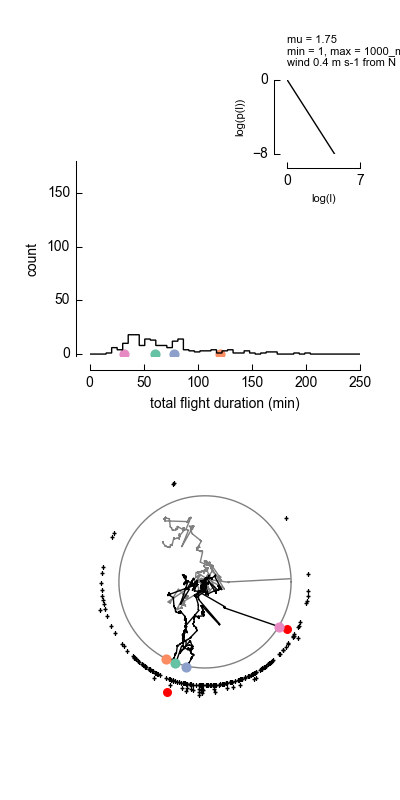 mu = 1.75
min = 1, max = 1000_m
wind 0.4 m s-1 from N
0
log(p(l))
−8
0 7
log(l)
150
100
50
0
count
0 50 100 150 200 250
total flight duration (min)